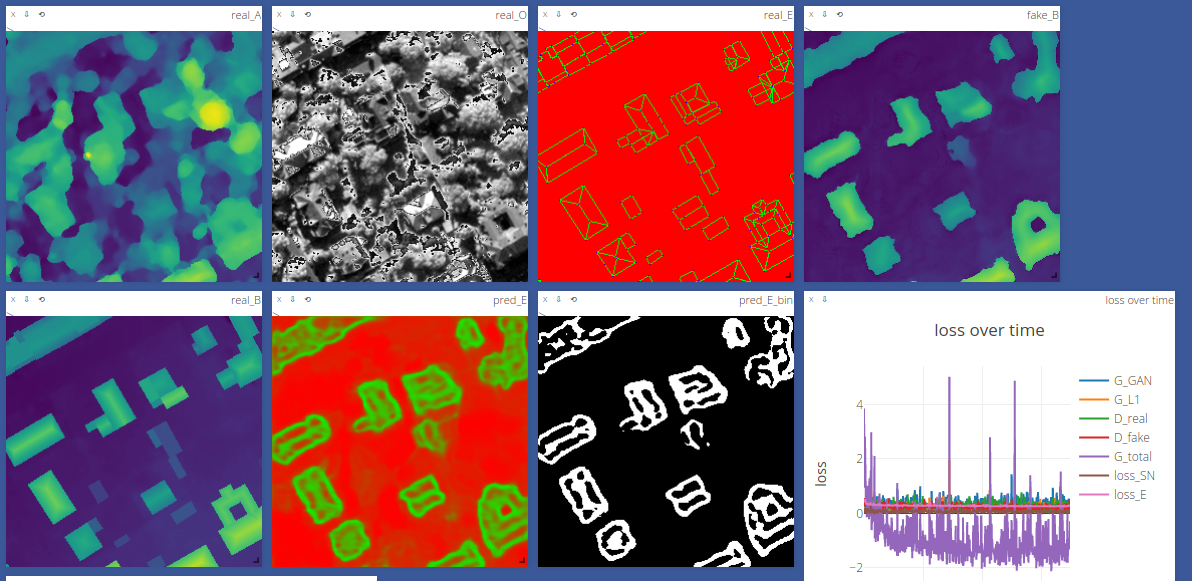 x ⇩ ⟲ real_A
x ⇩ ⟲ real_O
x ⇩ ⟲ real_E
x ⇩ ⟲ fake_B
x ⇩ ⟲ real_B
x ⇩ ⟲ pred_E
x ⇩ ⟲ pred_E_bin
x ⇩ loss over time
loss over time
loss
4
2
0
−2
G_GAN
G_L1
D_real
D_fake
G_total
loss_SN
loss_E